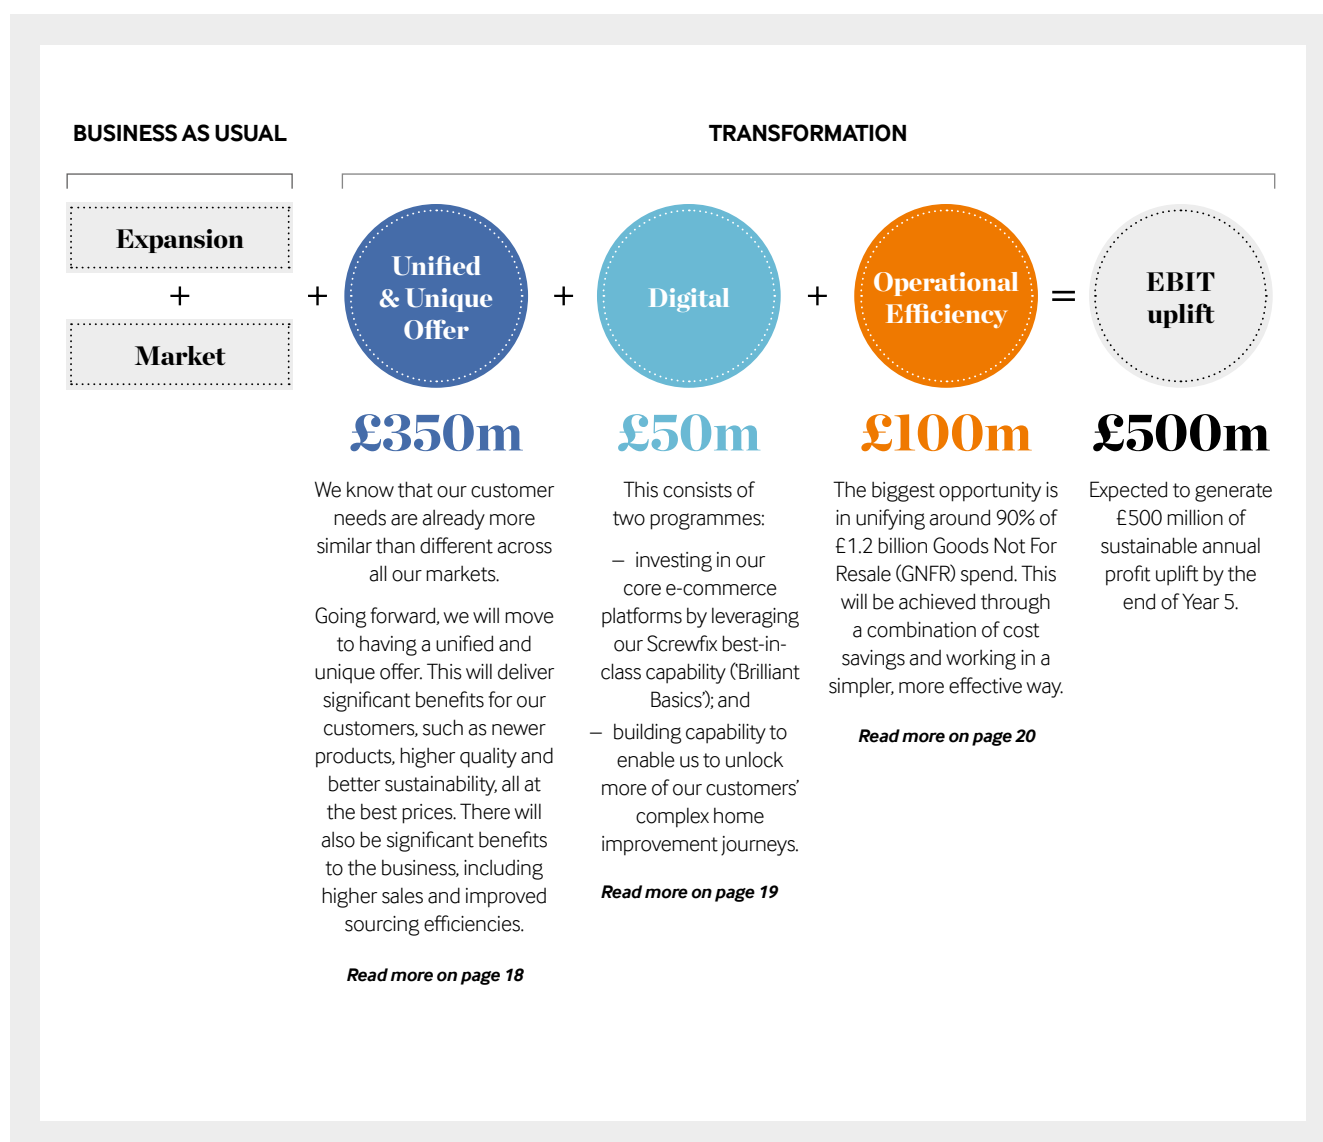 BUSINESS AS USUAL
TRANSFORMATION
Expansion
+
Market
+
Unified
& Unique
Offer
+
Digital
+
Operational
Efficiency
=
EBIT
uplift
£350m
We know that our customer
needs are already more
similar than different across
all our markets.
Going forward, we will move
to having a unified and
unique offer. This will deliver
significant benefits for our
customers, such as newer
products, higher quality and
better sustainability, all at
the best prices. There will
also be significant benefits
to the business, including
higher sales and improved
sourcing efficiencies.
Read more on page 18
£50m
This consists of
two programmes:
– investing in our
core e-commerce
platforms by leveraging
our Screwfix best-in-
class capability (‘Brilliant
Basics’); and
– building capability to
enable us to unlock
more of our customers’
complex home
improvement journeys.
Read more on page 19
£100m
The biggest opportunity is
in unifying around 90% of
£1.2 billion Goods Not For
Resale (GNFR) spend. This
will be achieved through
a combination of cost
savings and working in a
simpler, more effective way.
Read more on page 20
£500m
Expected to generate
£500 million of
sustainable annual
profit uplift by the
end of Year 5.